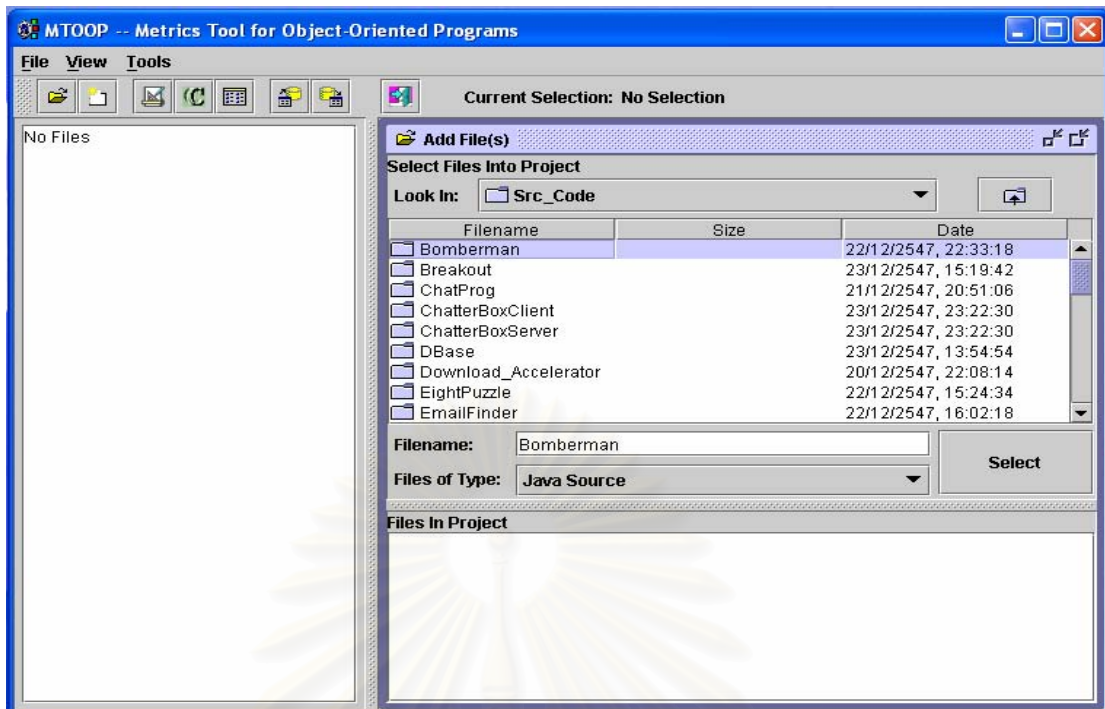 MTOOP -- Metrics Tool for Object-Oriented Programs
File View Tools
Current Selection: No Selection
No Files
Add File(s)
Select Files Into Project
Look In: Src_Code
Filename Size Date
Bomberman 22/12/2547, 22:33:18
Breakout 23/12/2547, 15:19:42
ChatProg 21/12/2547, 20:51:06
ChatterBoxClient 23/12/2547, 23:22:30
ChatterBoxServer 23/12/2547, 23:22:30
DBase 23/12/2547, 13:54:54
Download_Accelerator 20/12/2547, 22:08:14
EightPuzzle 22/12/2547, 15:24:34
EmailFinder 22/12/2547, 16:02:18
Filename: Bomberman
Files of Type: Java Source
Select
Files In Project